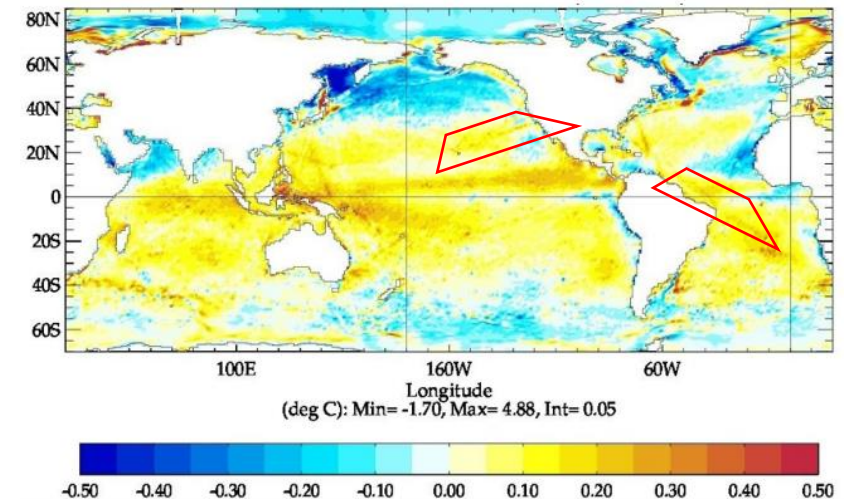 80N
60N
40N
20N
0
20S
40S
60S
100E 160W 60W
Longitude
(deg C): Min= -1.70, Max= 4.88, Int= 0.05
-0.50 -0.40 -0.30 -0.20 -0.10 0.00 0.10 0.20 0.30 0.40 0.50